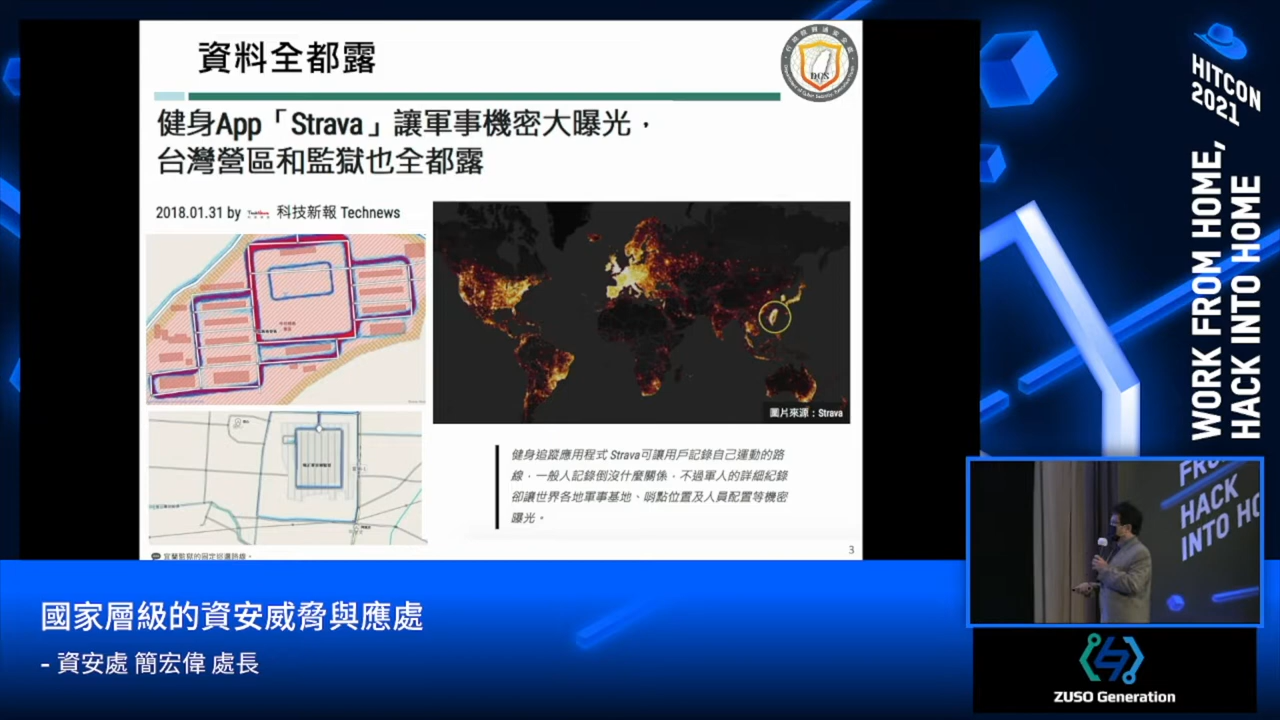 資料全都露
DCS
健身App「Strava」讓軍事機密大曝光，
台灣營區和監獄也全都露
2018.01.31 by
科技新報 Technews
圖片來源：Strava
健身追蹤應用程式 Strava可讓用戶記錄自己運動的路
線，一般人記錄倒沒什麼關係，不過軍人的詳細紀錄
卻讓世界各地軍事基地、哨點位置及人員配置等機密
曝光。
3
國家層級的資安威脅與應處
- 資安處 簡宏偉 處長
HITCON
2021
WORK FROM HOME,
HACK INTO HOME
HACK
INTO HO
ZUSO Generation